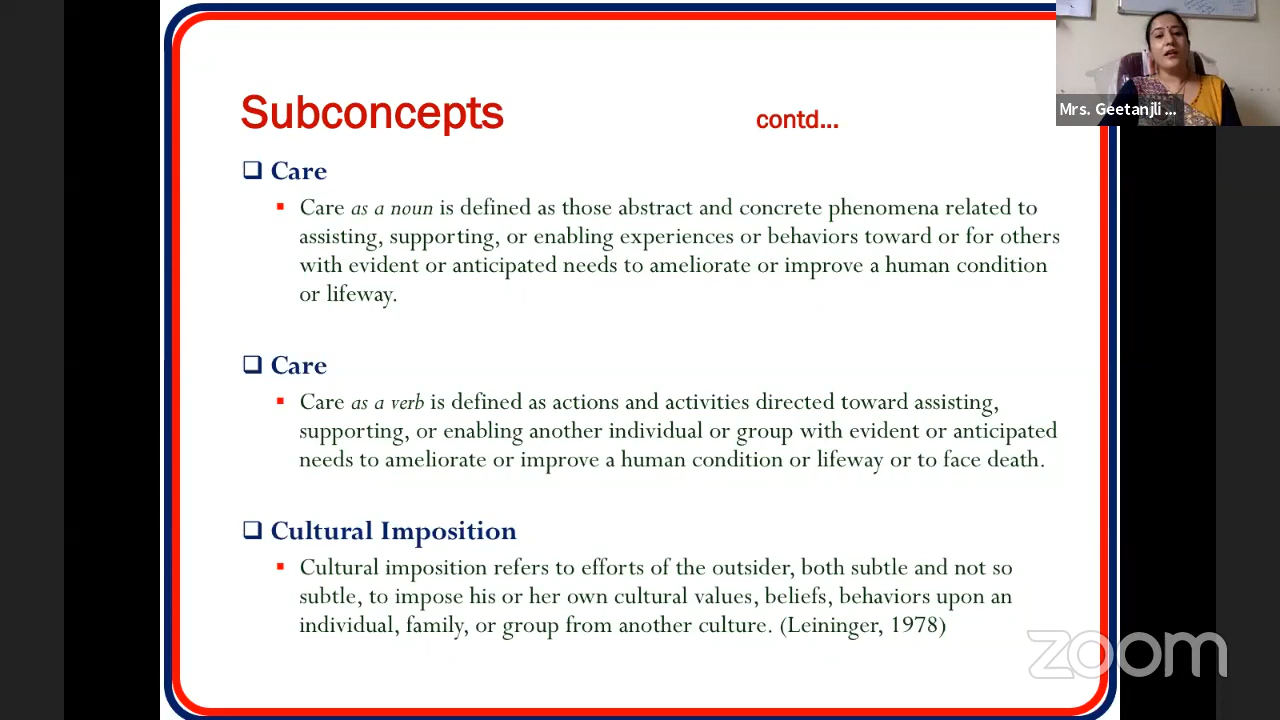 Subconcepts contd...
❑ Care
▪ Care as a noun is defined as those abstract and concrete phenomena related to
assisting, supporting, or enabling experiences or behaviors toward or for others
with evident or anticipated needs to ameliorate or improve a human condition
or lifeway.
❑ Care
▪ Care as a verb is defined as actions and activities directed toward assisting,
supporting, or enabling another individual or group with evident or anticipated
needs to ameliorate or improve a human condition or lifeway or to face death.
❑ Cultural Imposition
▪ Cultural imposition refers to efforts of the outsider, both subtle and not so
subtle, to impose his or her own cultural values, beliefs, behaviors upon an
individual, family, or group from another culture. (Leininger, 1978)
Mrs. Geetanjli ...
zoom